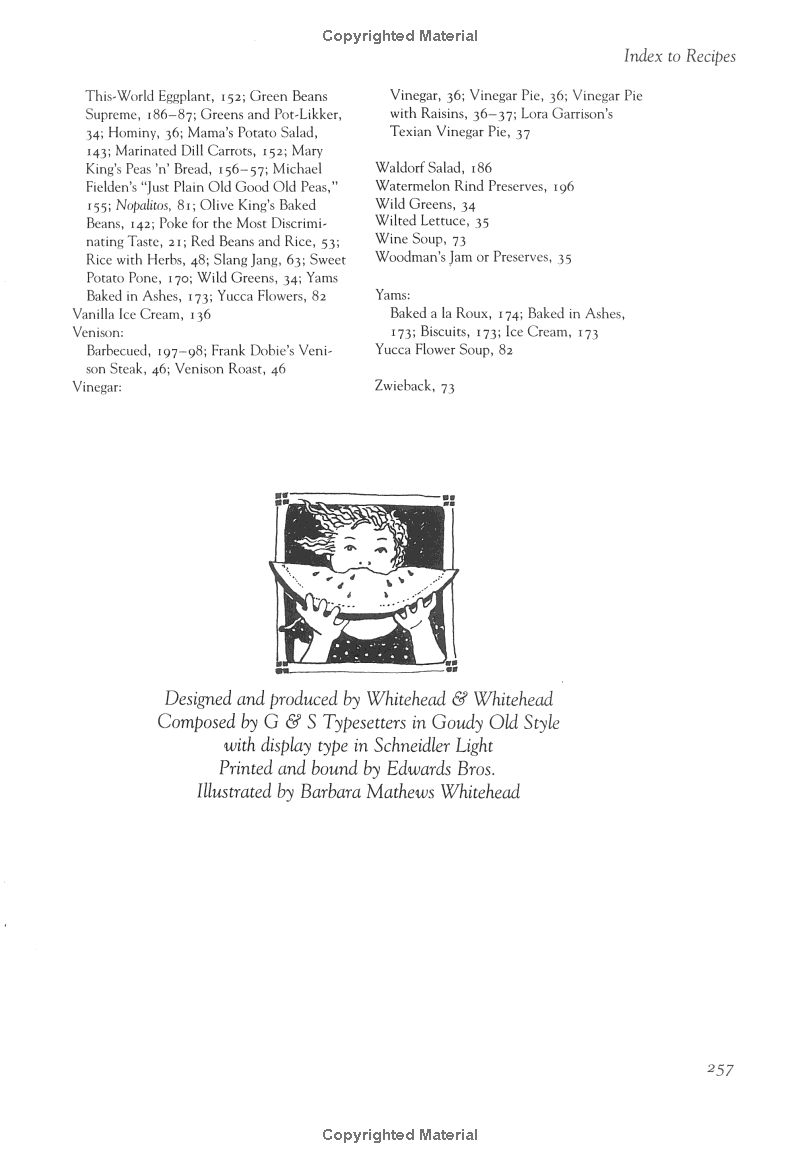 Copyrighted Material
Index to Recipes
This-World Eggplant, 152; Green Beans
Supreme, 186–87; Greens and Pot-Likker,
34; Hominy, 36; Mama's Potato Salad,
143; Marinated Dill Carrots, 152; Mary
King's Peas 'n' Bread, 156–57; Michael
Fielden's “Just Plain Old Good Old Peas,”
155; Nopalitos, 81; Olive King's Baked
Beans, 142; Poke for the Most Discrimi-
nating Taste, 21; Red Beans and Rice, 53;
Rice with Herbs, 48; Slang Jang, 63; Sweet
Potato Pone, 170; Wild Greens, 34; Yams
Baked in Ashes, 173; Yucca Flowers, 82
Vanilla Ice Cream, 136
Venison:
Barbecued, 197–98; Frank Dobie's Veni-
son Steak, 46; Venison Roast, 46
Vinegar:
Vinegar, 36; Vinegar Pie, 36; Vinegar Pie
with Raisins, 36–37; Lora Garrison's
Texian Vinegar Pie, 37
Waldorf Salad, 186
Watermelon Rind Preserves, 196
Wild Greens, 34
Wilted Lettuce, 35
Wine Soup, 73
Woodman's Jam or Preserves, 35
Yams:
Baked a la Roux, 174; Baked in Ashes,
173; Biscuits, 173; Ice Cream, 173
Yucca Flower Soup, 82
Zwieback, 73
Designed and produced by Whitehead & Whitehead
Composed by G & S Typesetters in Goudy Old Style
with display type in Schneidler Light
Printed and bound by Edwards Bros.
Illustrated by Barbara Mathews Whitehead
257
Copyrighted Material